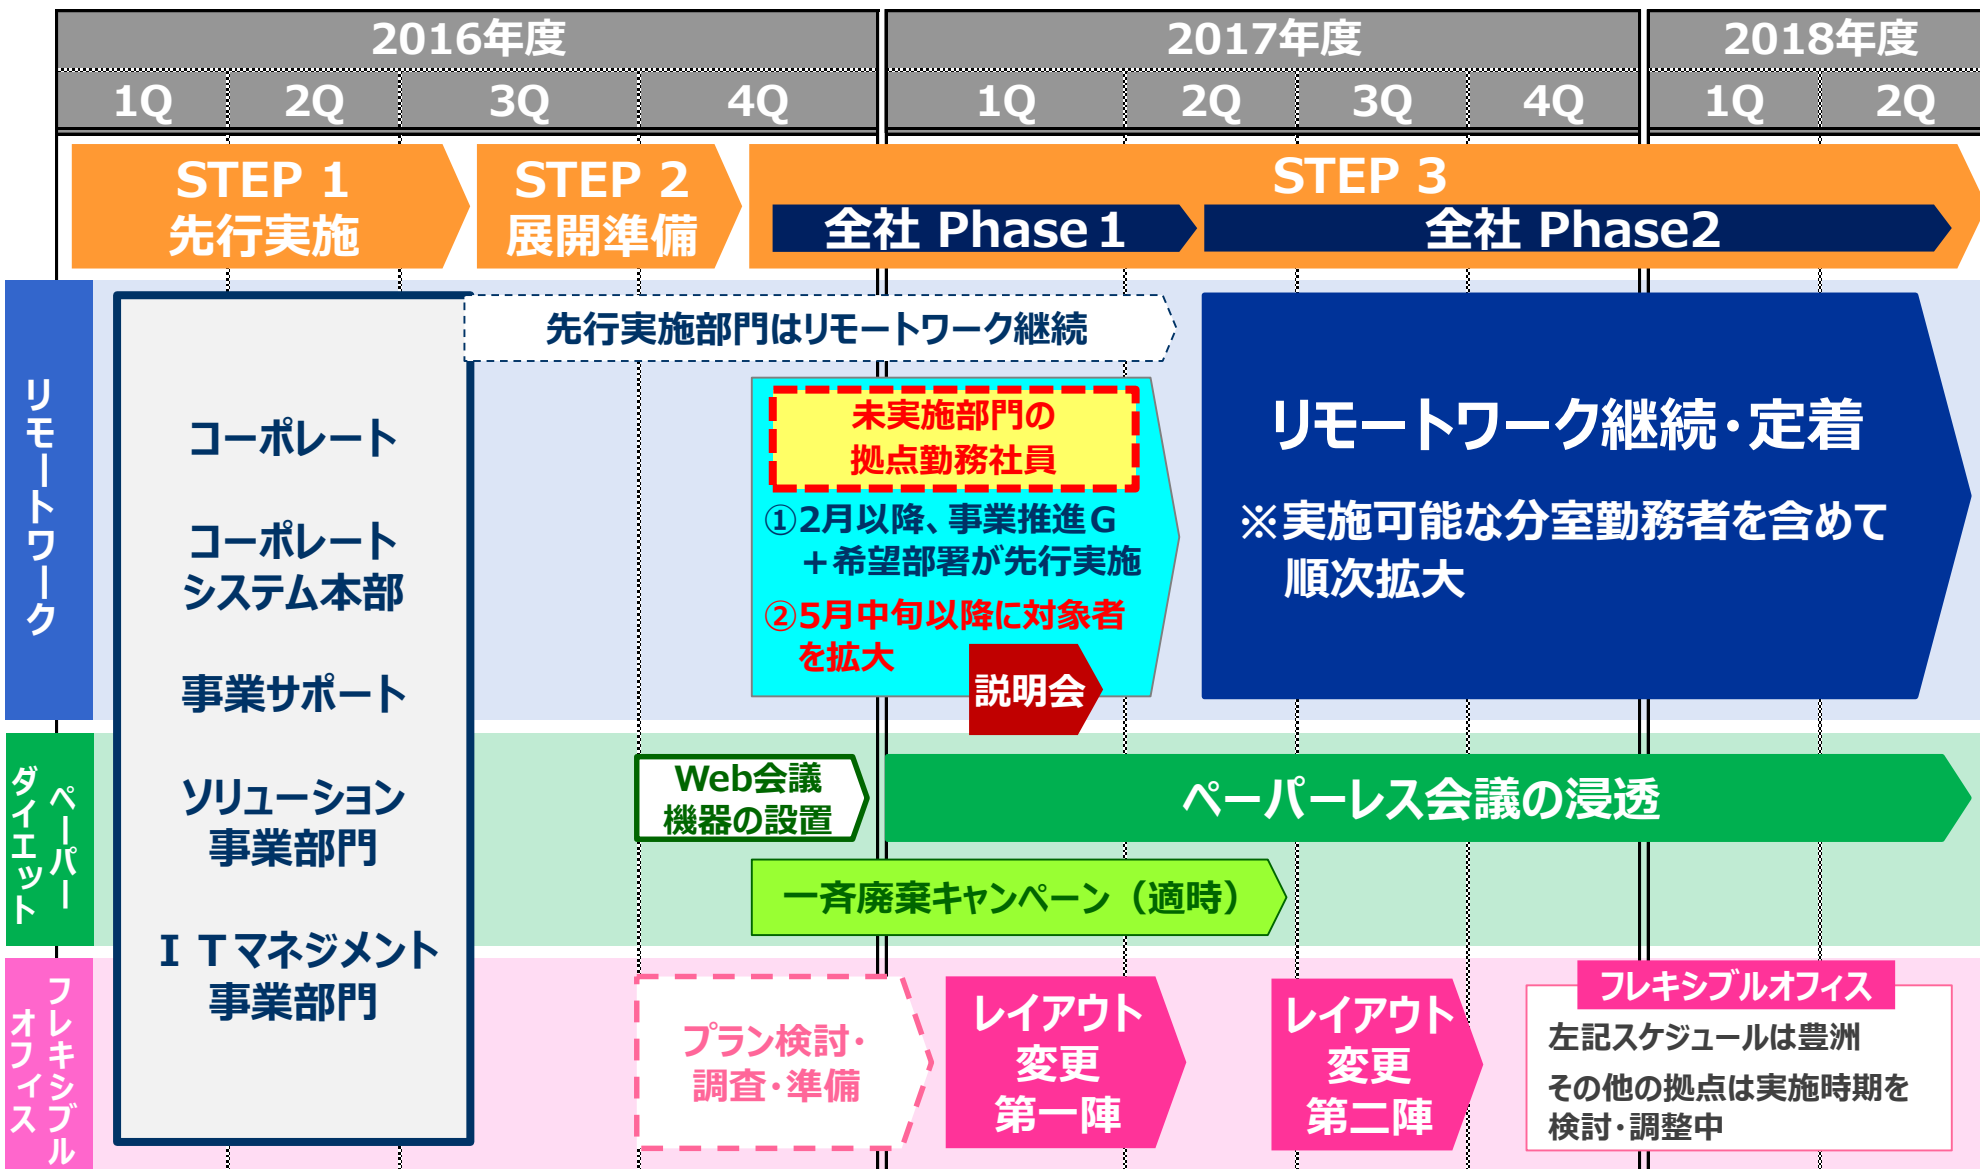 2016年度
2017年度
2018年度
1Q
2Q
3Q
4Q
1Q
2Q
3Q
4Q
1Q
2Q
STEP 1
先行実施
STEP 2
展開準備
STEP 3
全社 Phase１
全社 Phase2
リモートワーク
コーポレート
コーポレート
システム本部
事業サポート
ソリューション
事業部門
ＩＴマネジメント
事業部門
先行実施部門はリモートワーク継続
未実施部門の
拠点勤務社員
①2月以降、事業推進Ｇ
＋希望部署が先行実施
②5月中旬以降に対象者
を拡大
説明会
リモートワーク継続・定着
※実施可能な分室勤務者を含めて
順次拡大
ペーパー
ダイエット
Web会議
機器の設置
ペーパーレス会議の浸透
一斉廃棄キャンペーン（適時）
フレキシブル
オフィス
プラン検討・
調査・準備
レイアウト
変更
第一陣
レイアウト
変更
第二陣
フレキシブルオフィス
左記スケジュールは豊洲
その他の拠点は実施時期を
検討・調整中